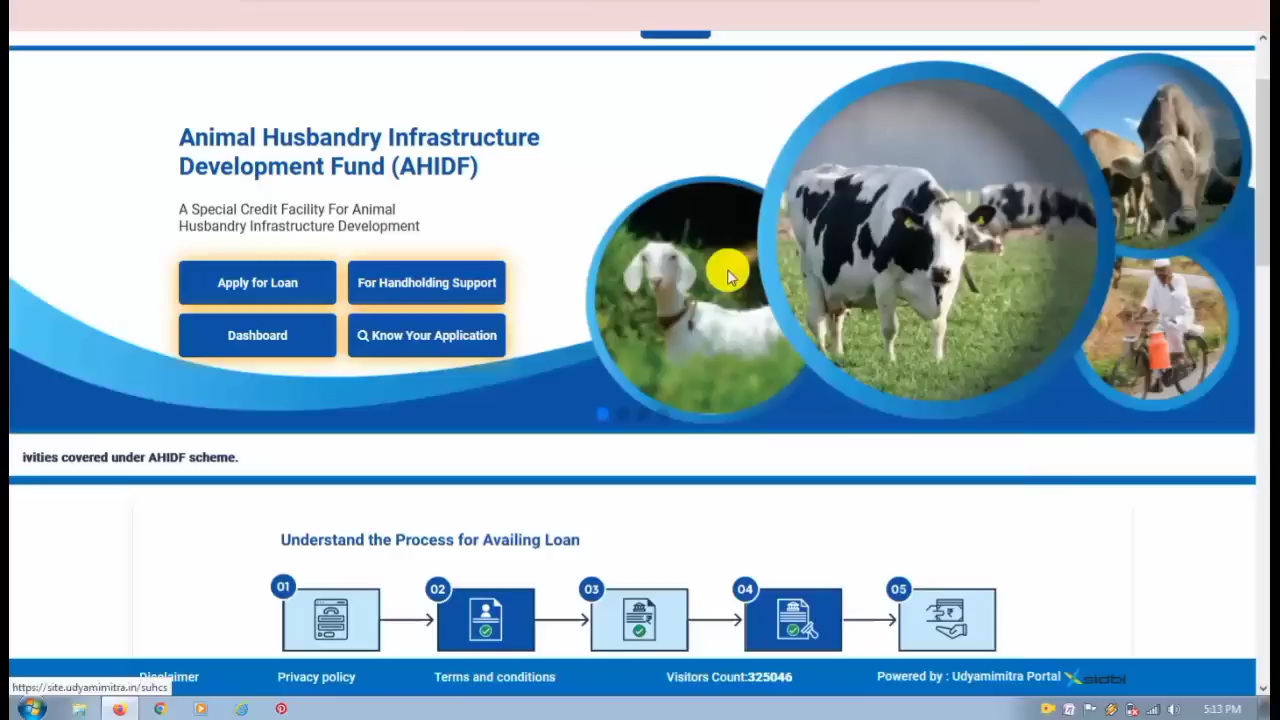 Animal Husbandry Infrastructure
Development Fund (AHIDF)
A Special Credit Facility For Animal
Husbandry Infrastructure Development
Apply for Loan
For Handholding Support
Dashboard
Know Your Application
ivities covered under AHIDF scheme.
Understand the Process for Availing Loan
01
02
03
04
05
Disclaimer
Privacy policy
Terms and conditions
Visitors Count:325046
Powered by : Udyamimitra Portal
sidbi
https://site.udyamimitra.in/suhcs
5:13 PM